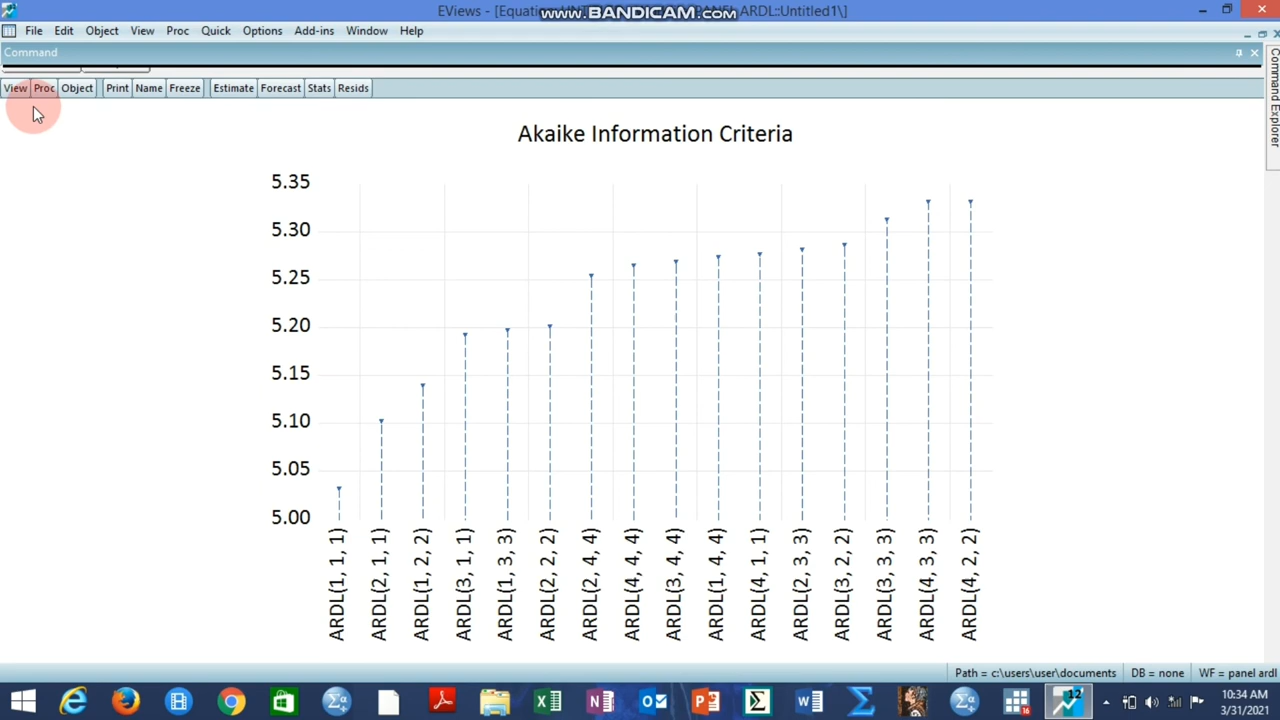 EViews - [Equation: ARDL::Untitled1\]
www.BANDICAM.com
File Edit Object View Proc Quick Options Add-ins Window Help
Command
View Proc Object Print Name Freeze Estimate Forecast Stats Resids
Command Explorer
Akaike Information Criteria
5.35
5.30
5.25
5.20
5.15
5.10
5.05
5.00
ARDL(1, 1, 1)
ARDL(2, 1, 1)
ARDL(1, 2, 2)
ARDL(3, 1, 1)
ARDL(1, 3, 3)
ARDL(2, 2, 2)
ARDL(2, 4, 4)
ARDL(4, 4, 4)
ARDL(3, 4, 4)
ARDL(1, 4, 4)
ARDL(4, 1, 1)
ARDL(2, 3, 3)
ARDL(3, 2, 2)
ARDL(3, 3, 3)
ARDL(4, 3, 3)
ARDL(4, 2, 2)
Path = c:\users\user\documents DB = none WF = panel ardl
12
16
10:34 AM
3/31/2021